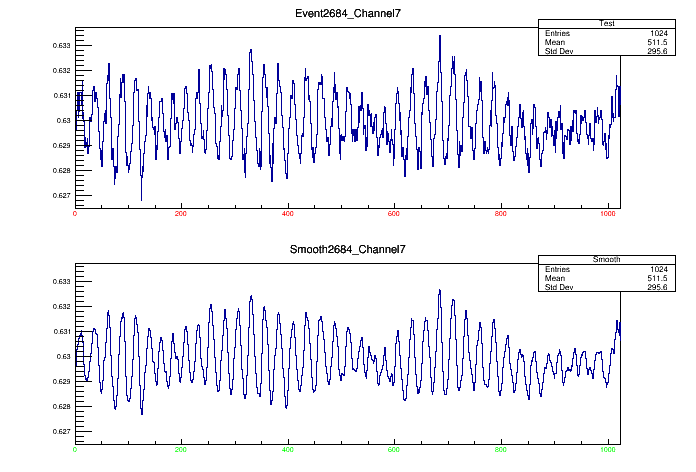 Event2684_Channel7
Test
Entries 1024
Mean 511.5
Std Dev 295.6
0.633
0.632
0.631
0.63
0.629
0.628
0.627
0 200 400 600 800 1000
Smooth2684_Channel7
Smooth
Entries 1024
Mean 511.5
Std Dev 295.6
0.633
0.632
0.631
0.63
0.629
0.628
0.627
0 200 400 600 800 1000